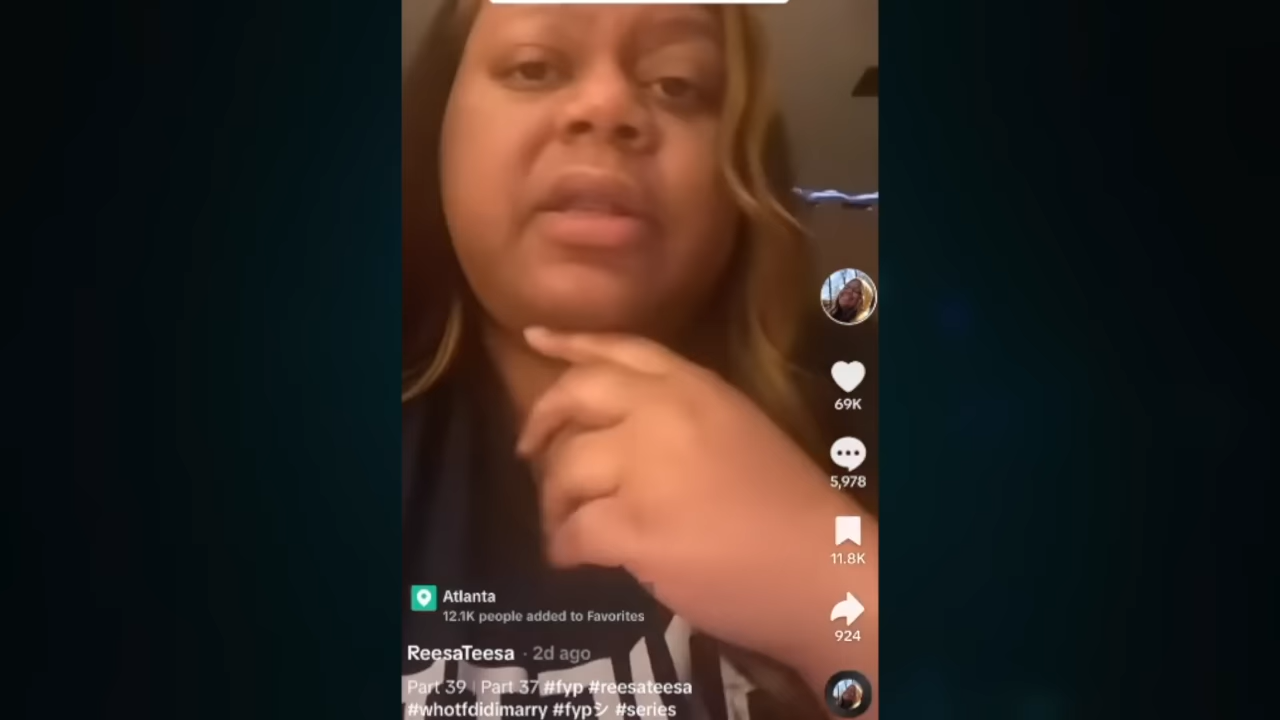 69K
5,978
11.8K
924
Atlanta
12.1K people added to Favorites
ReesaTeesa · 2d ago
Part 39 | Part 37 #fyp #reesateesa
#whotfdidimarry #fypシ #series